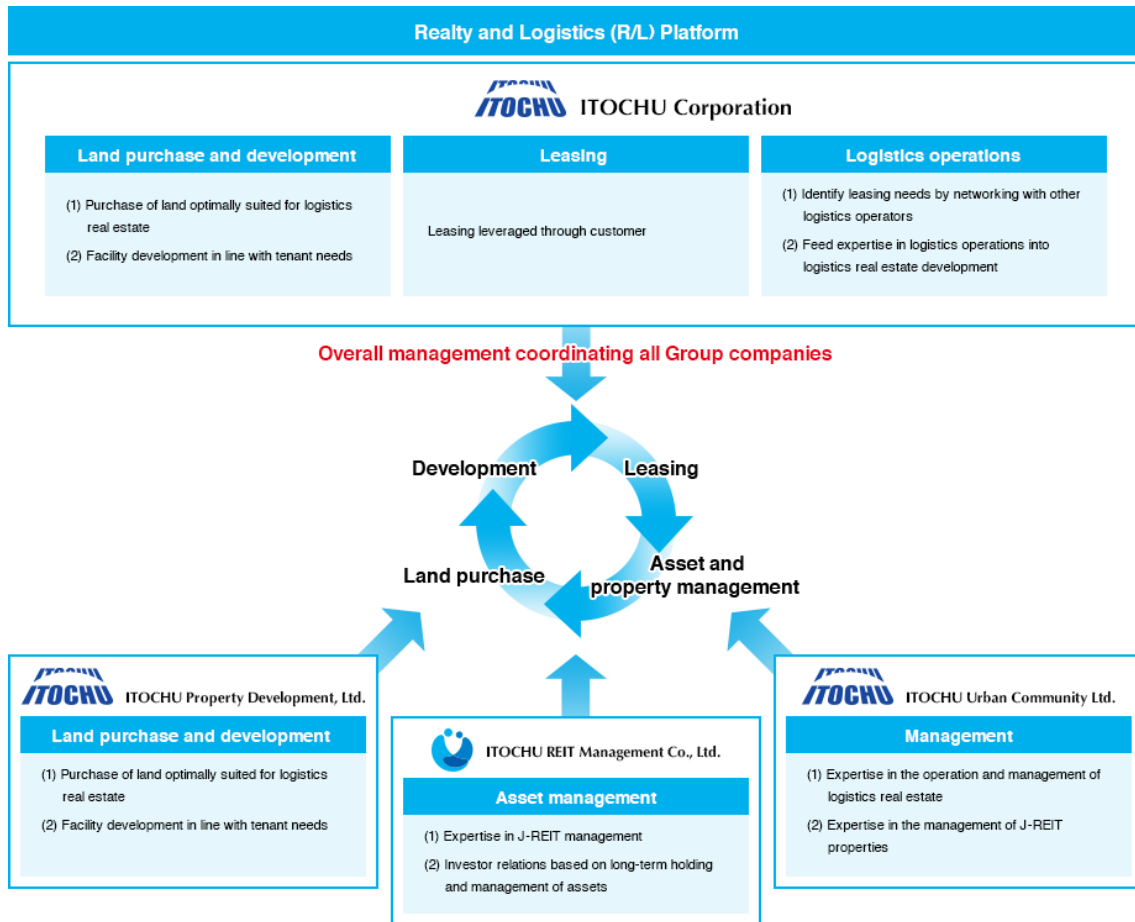 Realty and Logistics (R/L) Platform
ITOCHU ITOCHU Corporation
Land purchase and development
(1) Purchase of land optimally suited for logistics
real estate
(2) Facility development in line with tenant needs
Leasing
Leasing leveraged through customer
Logistics operations
(1) Identify leasing needs by networking with other
logistics operators
(2) Feed expertise in logistics operations into
logistics real estate development
Overall management coordinating all Group companies
Development
Leasing
Land purchase
Asset and
property management
ITOCHU ITOCHU Property Development, Ltd.
Land purchase and development
(1) Purchase of land optimally suited for logistics
real estate
(2) Facility development in line with tenant needs
ITOCHU REIT Management Co., Ltd.
Asset management
(1) Expertise in J-REIT management
(2) Investor relations based on long-term holding
and management of assets
ITOCHU ITOCHU Urban Community Ltd.
Management
(1) Expertise in the operation and management of
logistics real estate
(2) Expertise in the management of J-REIT
properties